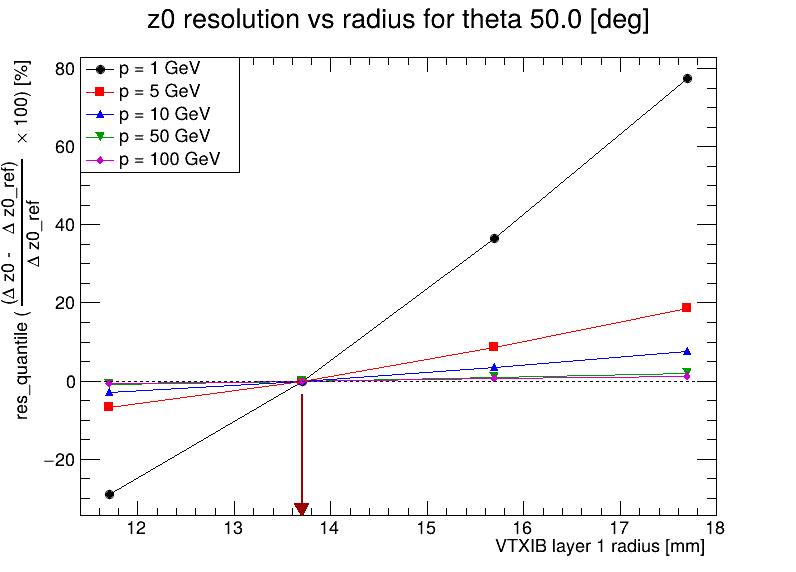 z0 resolution vs radius for theta 50.0 [deg]
res_quantile ( (Δ z0 - Δ z0_ref) / Δ z0_ref × 100) [%]
p = 1 GeV
p = 5 GeV
p = 10 GeV
p = 50 GeV
p = 100 GeV
80
60
40
20
0
−20
12 13 14 15 16 17 18
VTXIB layer 1 radius [mm]